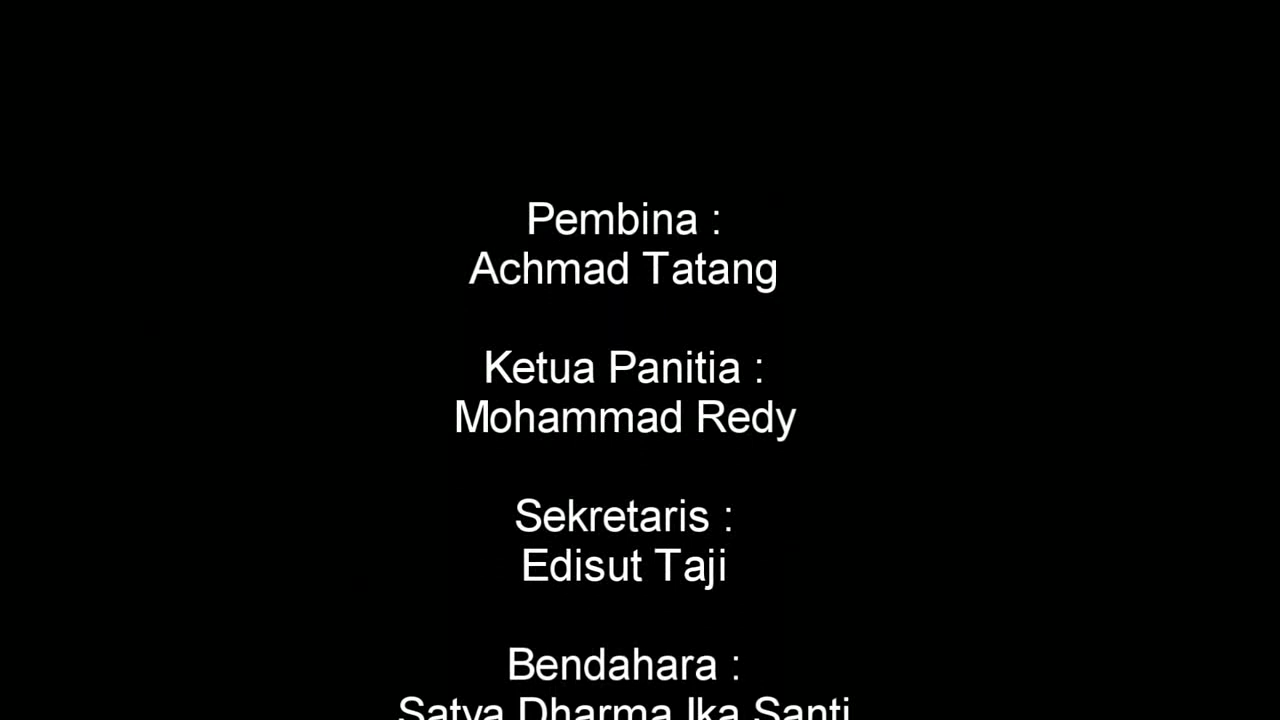 Pembina :
Achmad Tatang
Ketua Panitia :
Mohammad Redy
Sekretaris :
Edisut Taji
Bendahara :
Satya Dharma Ika Santi